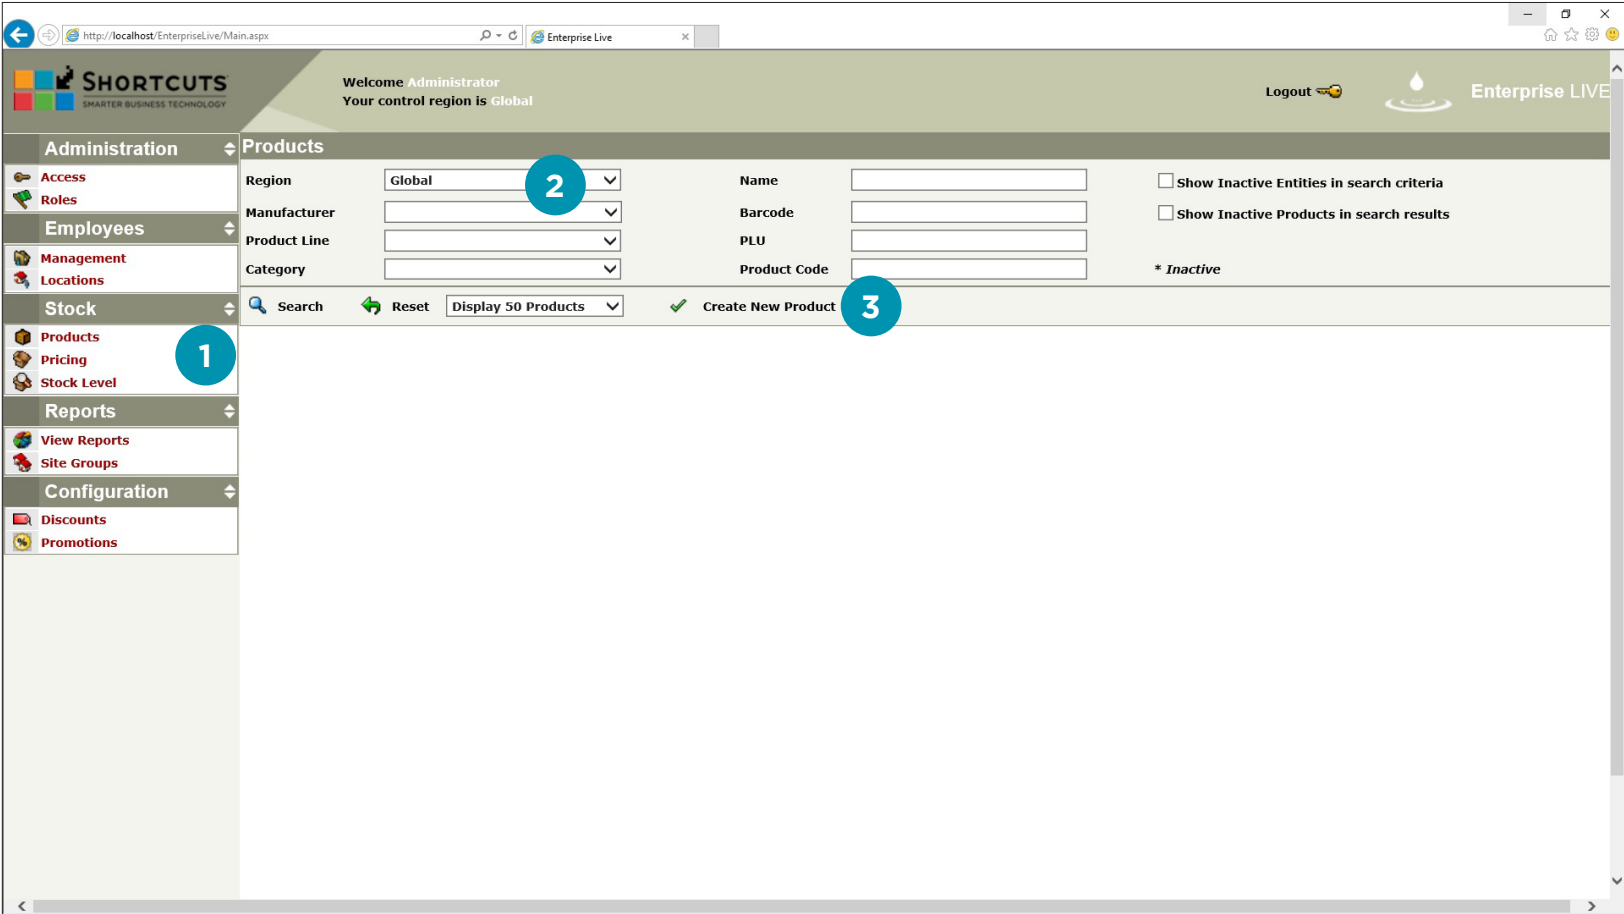 http://localhost/EnterpriseLive/Main.aspx
Enterprise Live
SHORTCUTS
SMARTER BUSINESS TECHNOLOGY
Welcome Administrator
Your control region is Global
Logout
Enterprise LIVE
Administration
Access
Roles
Employees
Management
Locations
Stock
Products
Pricing
Stock Level
1
Reports
View Reports
Site Groups
Configuration
Discounts
Promotions
Products
Region Global 2 Name Show Inactive Entities in search criteria
Manufacturer Barcode Show Inactive Products in search results
Product Line PLU
Category Product Code * Inactive
Search Reset Display 50 Products Create New Product 3